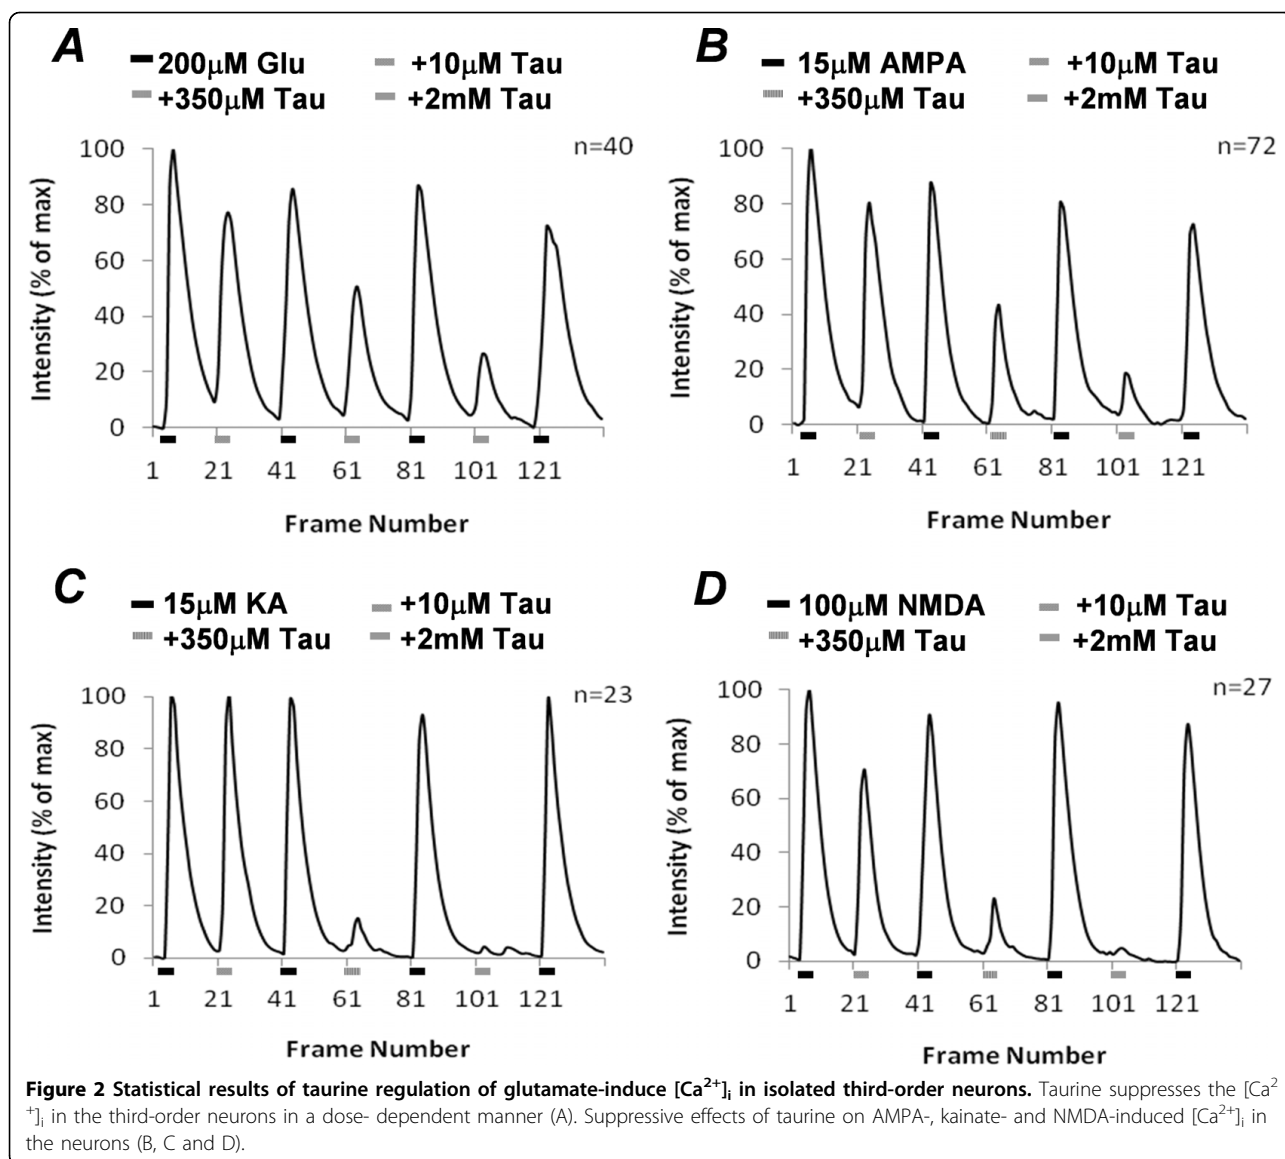 A
200μM Glu
+10μM Tau
+350μM Tau
+2mM Tau
n=40
Intensity (% of max)
100
80
60
40
20
0
1 21 41 61 81 101 121
Frame Number
B
15μM AMPA
+10μM Tau
+350μM Tau
+2mM Tau
n=72
Intensity (% of max)
100
80
60
40
20
0
1 21 41 61 81 101 121
Frame Number
C
15μM KA
+10μM Tau
+350μM Tau
+2mM Tau
n=23
Intensity (% of max)
100
80
60
40
20
0
1 21 41 61 81 101 121
Frame Number
D
100μM NMDA
+10μM Tau
+350μM Tau
+2mM Tau
n=27
Intensity (% of max)
100
80
60
40
20
0
1 21 41 61 81 101 121
Frame Number
Figure 2 Statistical results of taurine regulation of glutamate-induce [Ca²⁺]ᵢ in isolated third-order neurons. Taurine suppresses the [Ca²
⁺]ᵢ in the third-order neurons in a dose- dependent manner (A). Suppressive effects of taurine on AMPA-, kainate- and NMDA-induced [Ca²⁺]ᵢ in
the neurons (B, C and D).